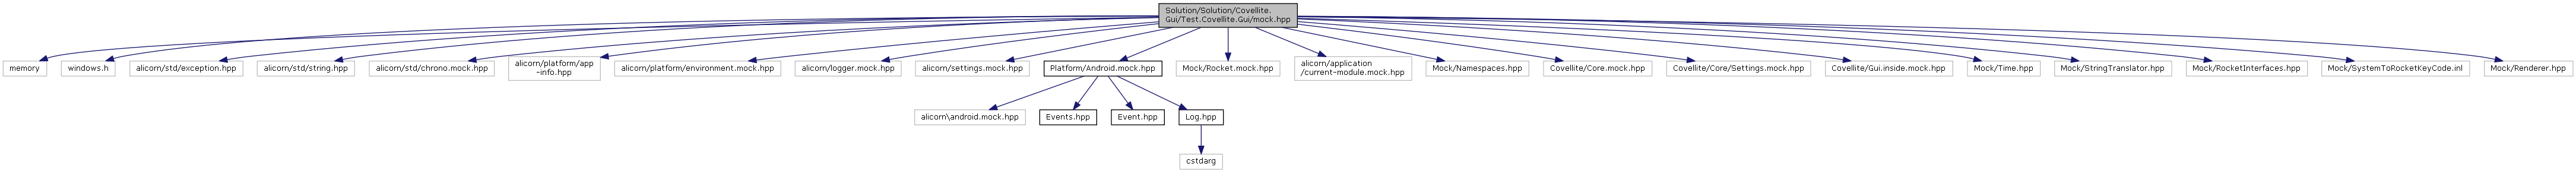 Solution/Solution/Covellite.
Gui/Test.Covellite.Gui/mock.hpp
memory
windows.h
alicorn/std/exception.hpp
alicorn/std/string.hpp
alicorn/std/chrono.mock.hpp
alicorn/platform/app
-info.hpp
alicorn/platform/environment.mock.hpp
alicorn/logger.mock.hpp
alicorn/settings.mock.hpp
Platform/Android.mock.hpp
Mock/Rocket.mock.hpp
alicorn/application
/current-module.mock.hpp
Mock/Namespaces.hpp
Covellite/Core.mock.hpp
Covellite/Core/Settings.mock.hpp
Covellite/Gui.inside.mock.hpp
Mock/Time.hpp
Mock/StringTranslator.hpp
Mock/RocketInterfaces.hpp
Mock/SystemToRocketKeyCode.inl
Mock/Renderer.hpp
alicorn\android.mock.hpp
Events.hpp
Event.hpp
Log.hpp
cstdarg